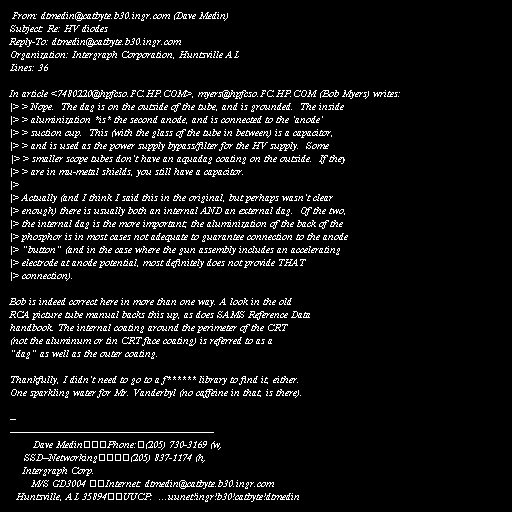 From: dtmedin@catbyte.b30.ingr.com (Dave Medin)
Subject: Re: HV diodes
Reply-To: dtmedin@catbyte.b30.ingr.com
Organization: Intergraph Corporation, Huntsville AL
Lines: 36

In article <7480220@hpfcso.FC.HP.COM>, myers@hpfcso.FC.HP.COM (Bob Myers) writes:
|> > Nope.  The dag is on the outside of the tube, and is grounded.  The inside
|> > aluminization *is* the second anode, and is connected to the 'anode'
|> > suction cup.  This (with the glass of the tube in between) is a capacitor,
|> > and is used as the power supply bypass/filter for the HV supply.  Some
|> > smaller scope tubes don't have an aquadag coating on the outside.  If they
|> > are in mu-metal shields, you still have a capacitor.
|>
|> Actually (and I think I said this in the original, but perhaps wasn't clear
|> enough) there is usually both an internal AND an external dag.  Of the two,
|> the internal dag is the more important; the aluminization of the back of the
|> phosphor is in most cases not adequate to guarantee connection to the anode
|> "button" (and in the case where the gun assembly includes an accelerating
|> electrode at anode potential, most definitely does not provide THAT
|> connection).

Bob is indeed correct here in more than one way. A look in the old
RCA picture tube manual backs this up, as does SAMS Reference Data
handbook. The internal coating around the perimeter of the CRT
(not the aluminum or tin CRT face coating) is referred to as a
"dag" as well as the outer coating.

Thankfully, I didn't need to go to a f****** library to find it, either.
One sparkling water for Mr. Vanderbyl (no caffeine in that, is there).

--
Dave Medin Phone: (205) 730-3169 (w,
SSD--Networking (205) 837-1174 (h,
Intergraph Corp.
M/S GD3004 Internet: dtmedin@catbyte.b30.ingr.com
Huntsville, AL 35894 UUCP:  ...uunet!ingr!b30!catbyte!dtmedin